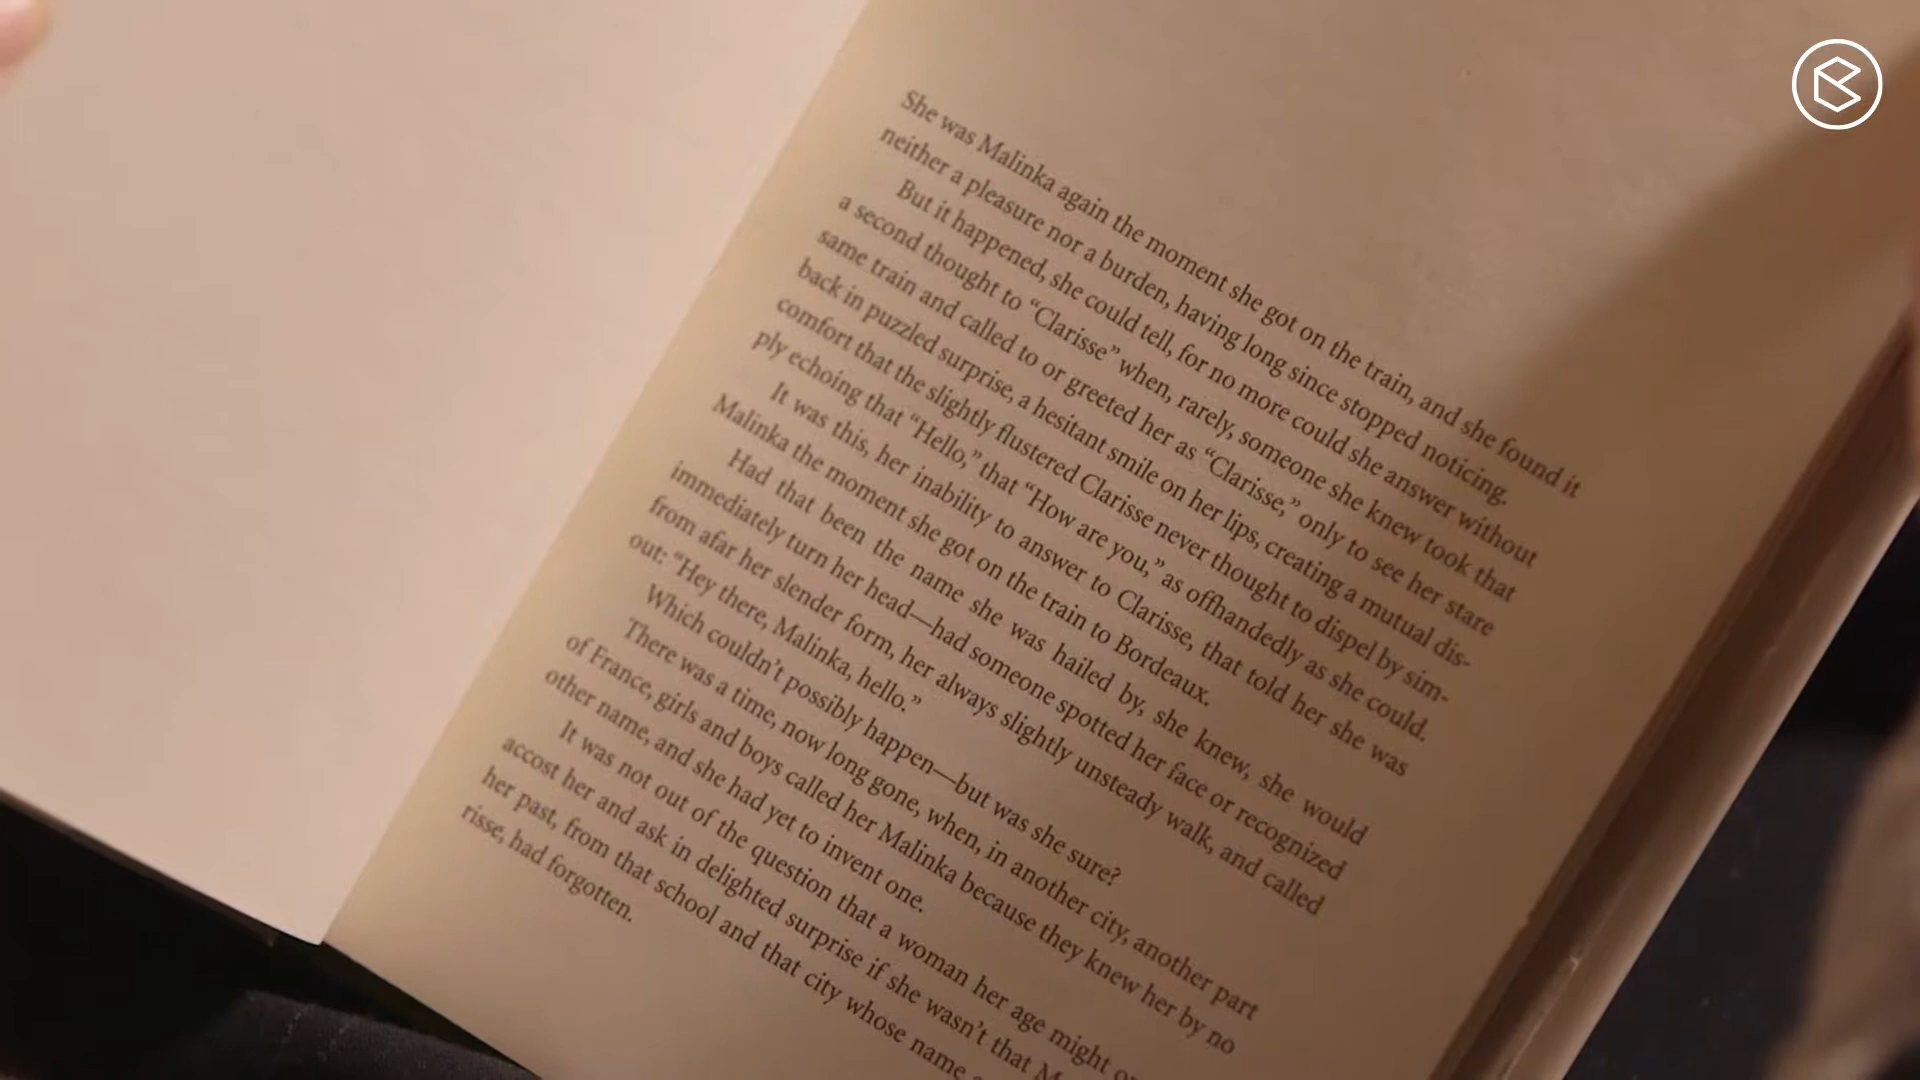 She was Malinka again the moment she got on the train, and she found it
neither a pleasure nor a burden, having long since stopped noticing.
But it happened, she could tell, for no more could she answer without
a second thought to “Clarisse” when, rarely, someone she knew took that
same train and called to or greeted her as “Clarisse,” only to see her stare
back in puzzled surprise, a hesitant smile on her lips, creating a mutual dis-
comfort that the slightly flustered Clarisse never thought to dispel by sim-
ply echoing that “Hello,” that “How are you,” as offhandedly as she could.
It was this, her inability to answer to Clarisse, that told her she was
Malinka the moment she got on the train to Bordeaux.
Had that been the name she was hailed by, she knew, she would
immediately turn her head—had someone spotted her face or recognized
from afar her slender form, her always slightly unsteady walk, and called
out: “Hey there, Malinka, hello.”
Which couldn’t possibly happen—but was she sure?
There was a time, now long gone, when, in another city, another part
of France, girls and boys called her Malinka because they knew her by no
other name, and she had yet to invent one.
It was not out of the question that a woman her age might
accost her and ask in delighted surprise if she wasn’t that
her past, from that school and that city whose name
risse, had forgotten.